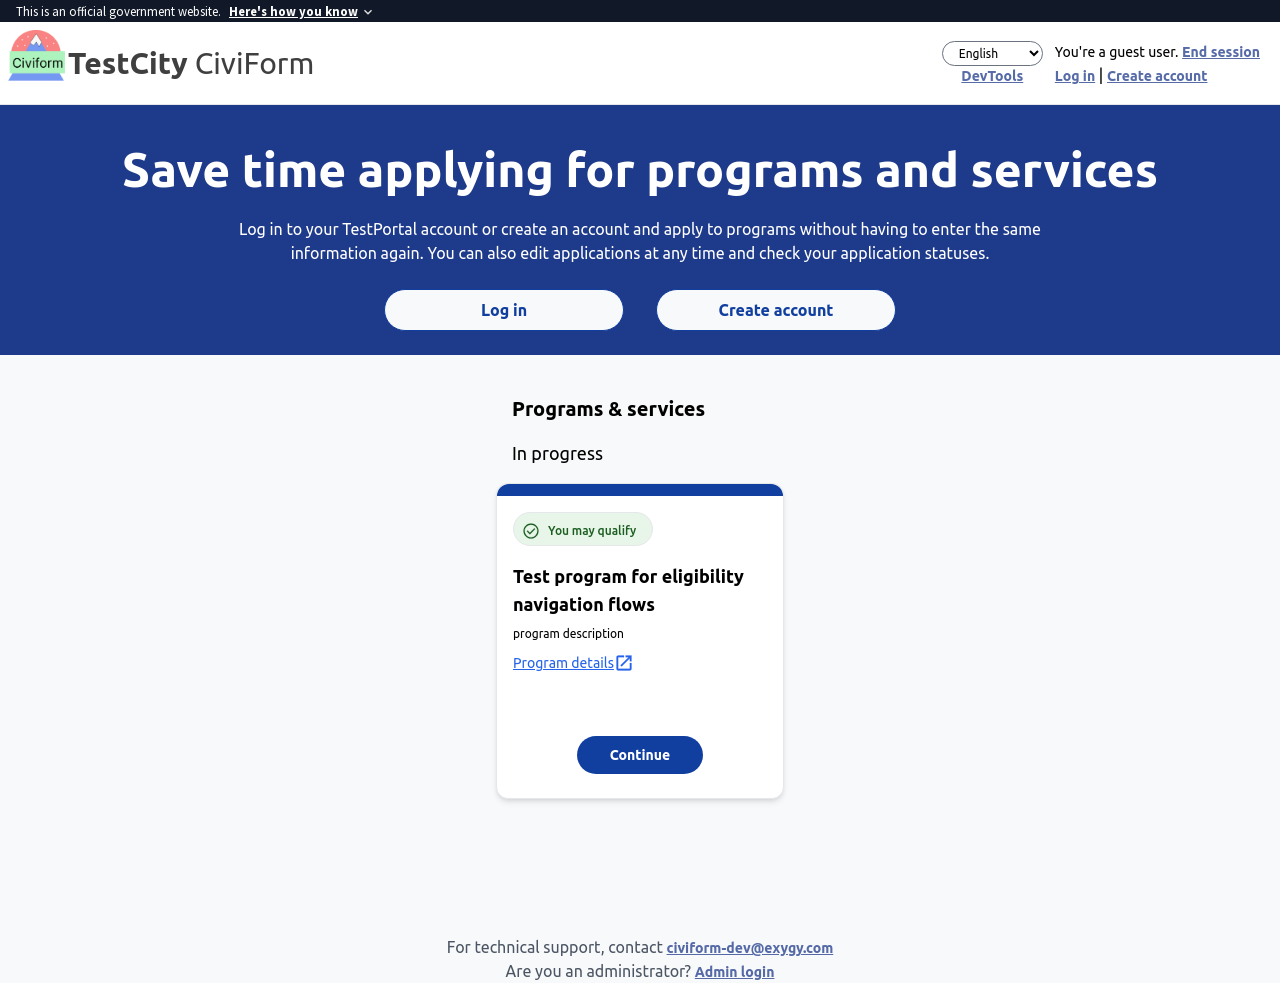 This is an official government website. Here's how you know
Civiform
TestCity CiviForm
English
You're a guest user. End session
DevTools
Log in | Create account
Save time applying for programs and services
Log in to your TestPortal account or create an account and apply to programs without having to enter the same
information again. You can also edit applications at any time and check your application statuses.
Log in
Create account
Programs & services
In progress
You may qualify
Test program for eligibility
navigation flows
program description
Program details
Continue
For technical support, contact civiform-dev@exygy.com
Are you an administrator? Admin login